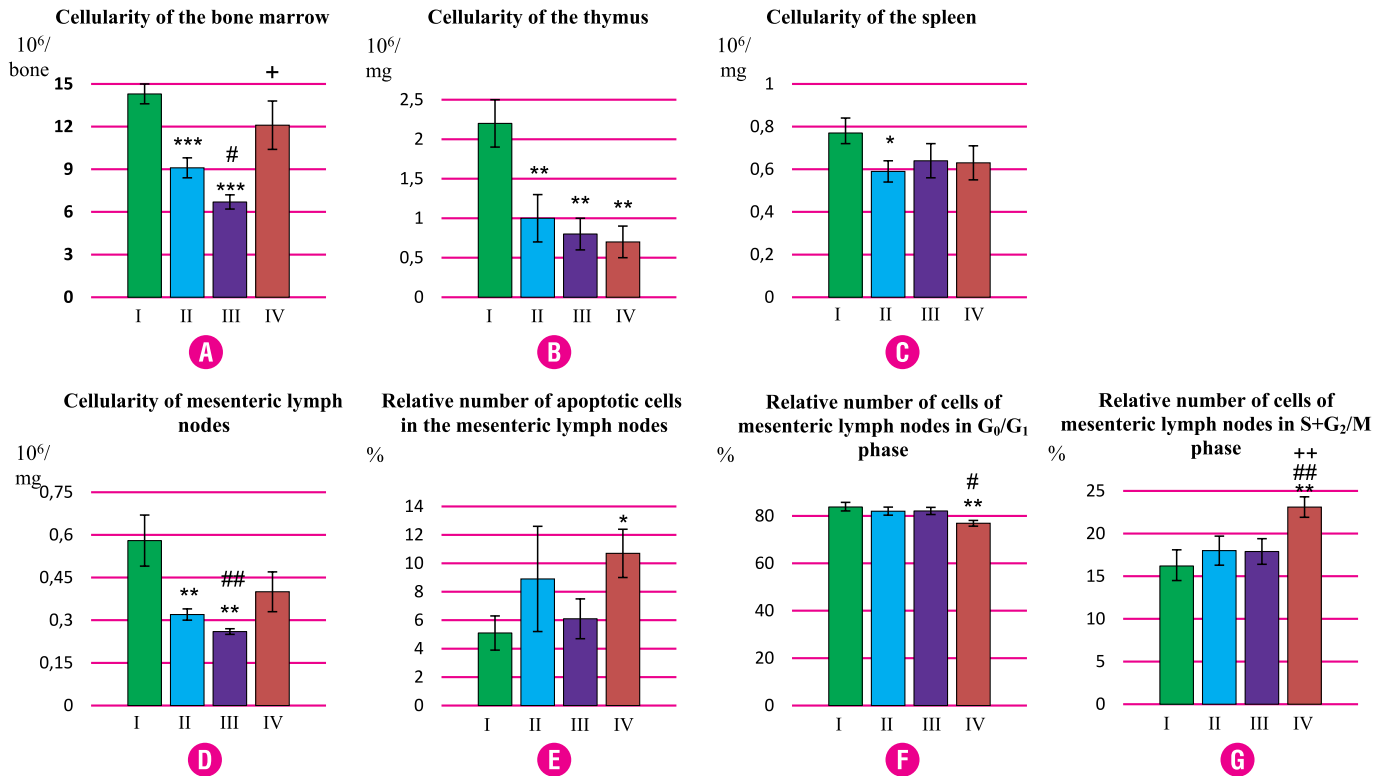 Cellularity of the bone marrow
10⁶/
bone
15
12
9
6
3
0
***
#
***
+
I II III IV
A
Cellularity of the thymus
10⁶/
mg
2,5
2
1,5
1
0,5
0
**
**
**
I II III IV
B
Cellularity of the spleen
10⁶/
mg
1
0,8
0,6
0,4
0,2
0
*
I II III IV
C
Cellularity of mesenteric lymph
nodes
10⁶/
mg
0,75
0,6
0,45
0,3
0,15
0
**
##
**
I II III IV
D
Relative number of apoptotic cells
in the mesenteric lymph nodes
%
14
12
10
8
6
4
2
0
*
I II III IV
E
Relative number of cells of
mesenteric lymph nodes in G₀/G₁
phase
%
80
60
40
20
0
#
**
I II III IV
F
Relative number of cells of
mesenteric lymph nodes in S+G₂/M
phase
%
25
20
15
10
5
0
++
##
**
I II III IV
G